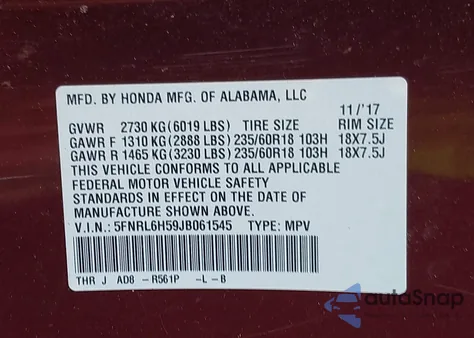 MFD. BY HONDA MFG. OF ALABAMA, LLC
11/'17
GVWR 2730 KG (6019 LBS) TIRE SIZE RIM SIZE
GAWR F 1310 KG (2888 LBS) 235/60R18 103H 18X7.5J
GAWR R 1465 KG (3230 LBS) 235/60R18 103H 18X7.5J
THIS VEHICLE CONFORMS TO ALL APPLICABLE
FEDERAL MOTOR VEHICLE SAFETY
STANDARDS IN EFFECT ON THE DATE OF
MANUFACTURE SHOWN ABOVE.
V.I.N.: 5FNRL6H59JB061545 TYPE: MPV
THR J AD8 -R561P -L-B
autoSnap